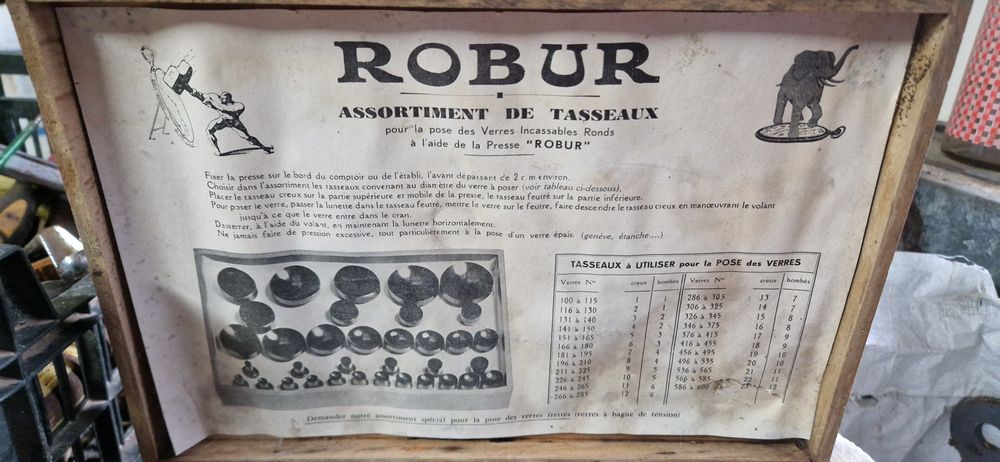 ROBUR
ASSORTIMENT DE TASSEAUX
pour la pose des Verres Incassables Ronds
à l'aide de la Presse "ROBUR"
Fixer la presse sur le bord du comptoir ou de l'établi, l'avant dépassant de 2 c m environ.
Choisir dans l'assortiment les tasseaux convenant au diamètre du verre à poser (voir tableau ci-dessous).
Placer le tasseau creux sur la partie supérieure et mobile de la presse, le tasseau feutré sur la partie inférieure.
Pour poser le verre, passer la lunette dans le tasseau feutré, mettre le verre sur le feutre, faire descendre le tasseau creux en manœuvrant le volant
jusqu'à ce que le verre entre dans le cran.
Desserrer, à l'aide du volant, en maintenant la lunette horizontalement.
Ne jamais faire de pression excessive, tout particulièrement à la pose d'un verre épais. (genève, étanche....)
TASSEAUX à UTILISER pour la POSE des VERRES
Verres Nos creux bombés Verres Nos creux bombés
100 à 115 1 1 286 à 305 13 7
116 à 130 2 1 306 à 325 14 7
131 à 140 3 2 326 à 345 15 8
141 à 150 4 2 346 à 375 16 8
151 à 165 5 3 376 à 415 17 9
166 à 180 6 3 416 à 455 18 9
181 à 195 7 4 456 à 495 19 10
196 à 210 8 4 496 à 535 20 10
211 à 225 9 5 536 à 565 21 11
226 à 245 10 5 566 à 585 22 11
246 à 265 11 6 586 à 600 23 12
266 à 285 12 6
Demander notre assortiment spécial pour la pose des verres frettés (verres à bague de tension)